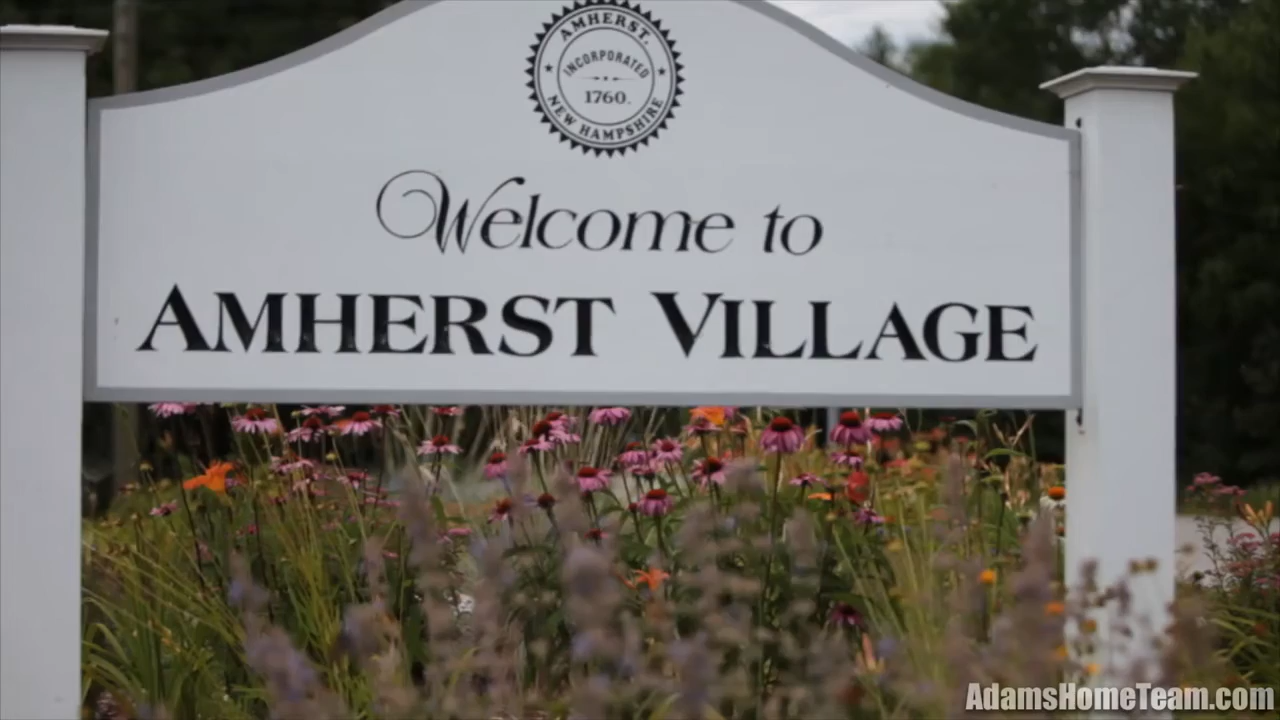 AMHERST.
INCORPORATED
1760.
NEW HAMPSHIRE
Welcome to
AMHERST VILLAGE
AdamsHomeTeam.com